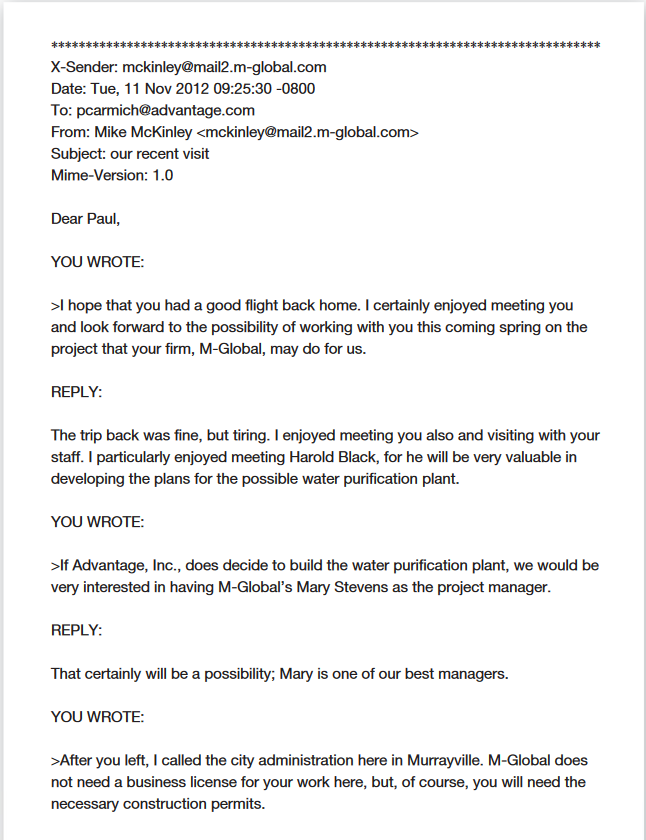 ********************************************************************************
X-Sender: mckinley@mail2.m-global.com
Date: Tue, 11 Nov 2012 09:25:30 -0800
To: pcarmich@advantage.com
From: Mike McKinley <mckinley@mail2.m-global.com>
Subject: our recent visit
Mime-Version: 1.0
Dear Paul,
YOU WROTE:
>I hope that you had a good flight back home. I certainly enjoyed meeting you
and look forward to the possibility of working with you this coming spring on the
project that your firm, M-Global, may do for us.
REPLY:
The trip back was fine, but tiring. I enjoyed meeting you also and visiting with your
staff. I particularly enjoyed meeting Harold Black, for he will be very valuable in
developing the plans for the possible water purification plant.
YOU WROTE:
>If Advantage, Inc., does decide to build the water purification plant, we would be
very interested in having M-Global’s Mary Stevens as the project manager.
REPLY:
That certainly will be a possibility; Mary is one of our best managers.
YOU WROTE:
>After you left, I called the city administration here in Murrayville. M-Global does
not need a business license for your work here, but, of course, you will need the
necessary construction permits.